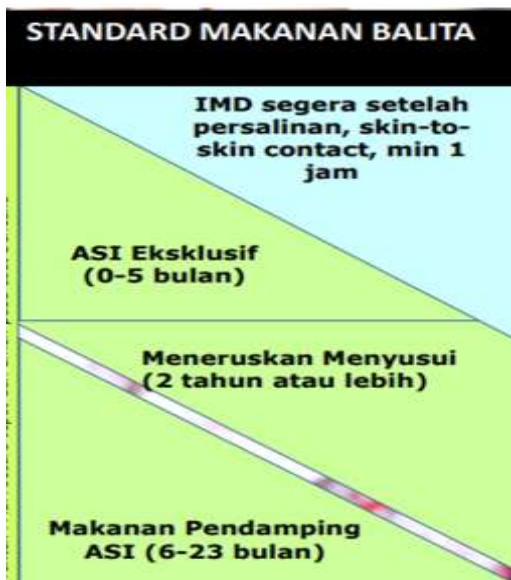 STANDARD MAKANAN BALITA
IMD segera setelah
persalinan, skin-to-
skin contact, min 1
jam
ASI Eksklusif
(0-5 bulan)
Meneruskan Menyusui
(2 tahun atau lebih)
Makanan Pendamping
ASI (6-23 bulan)